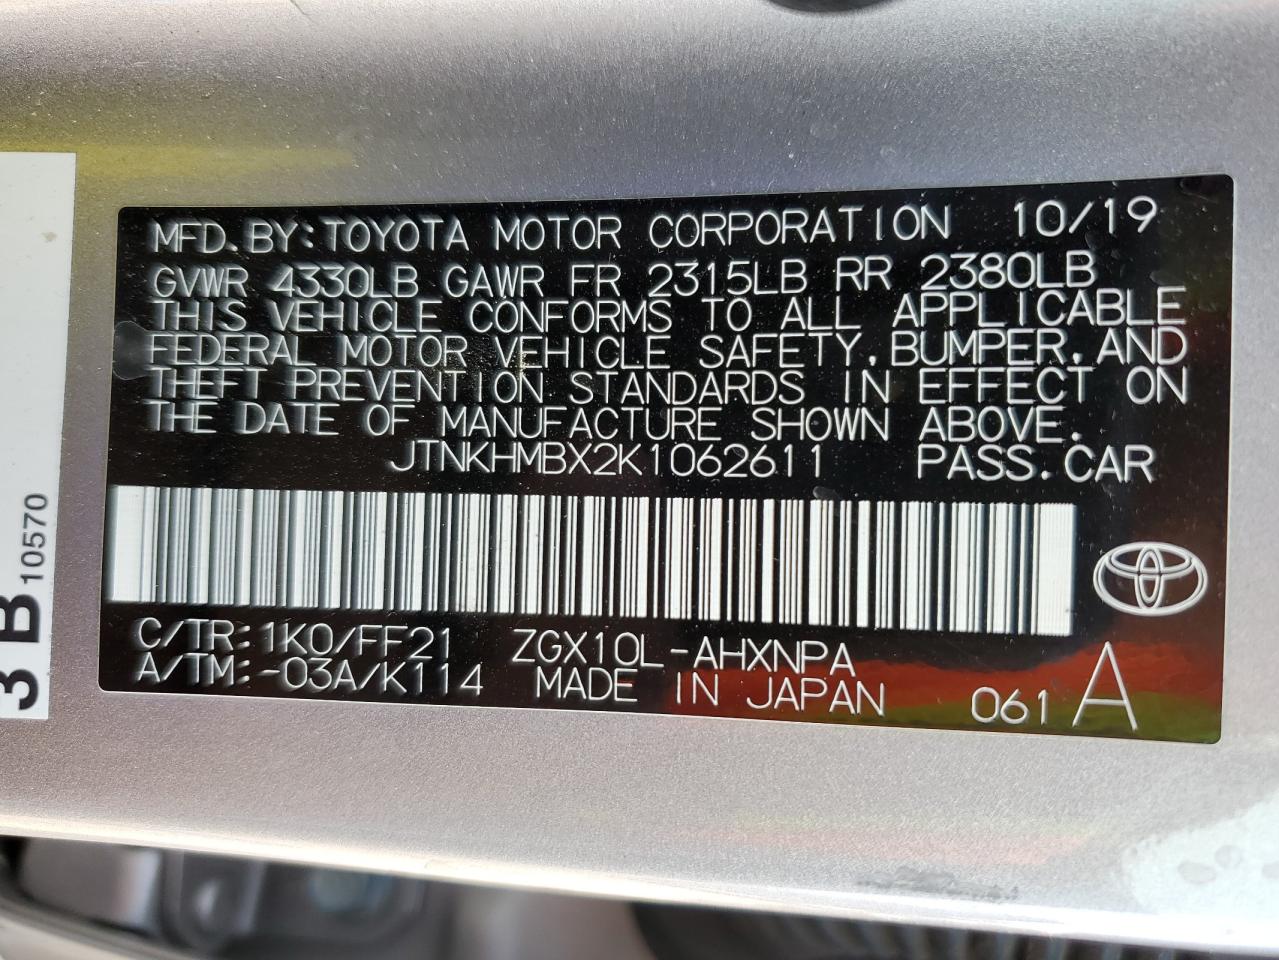 MFD. BY: TOYOTA MOTOR CORPORATION 10/19
GVWR 4330LB GAWR FR 2315LB RR 2380LB
THIS VEHICLE CONFORMS TO ALL APPLICABLE
FEDERAL MOTOR VEHICLE SAFETY, BUMPER, AND
THEFT PREVENTION STANDARDS IN EFFECT ON
THE DATE OF MANUFACTURE SHOWN ABOVE.
JTNKHMBX2K1062611 PASS. CAR
C/TR: 1K0/FF21 ZGX10L-AHXNPA
A/TM: -03A/K114 MADE IN JAPAN 061 A
3 B 10570